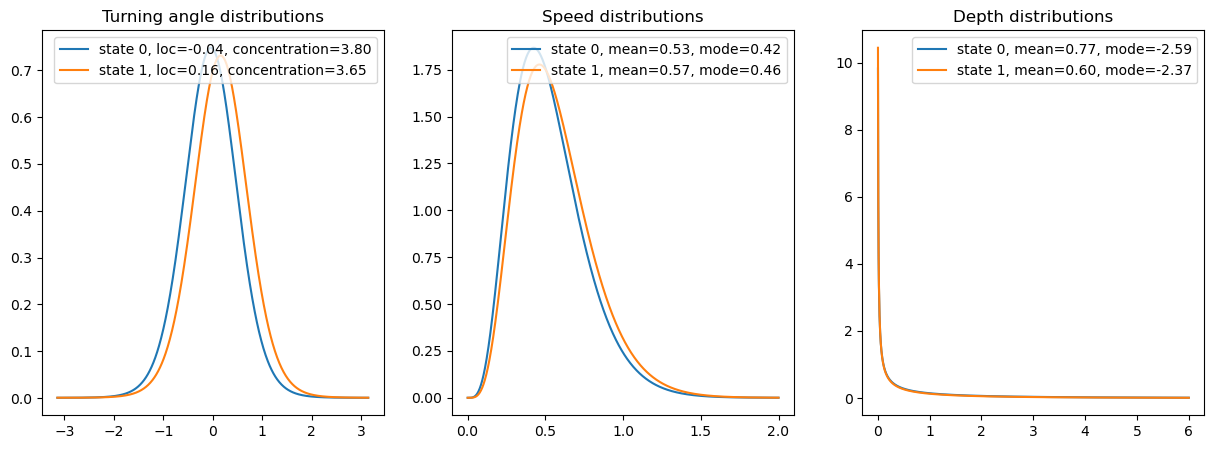 Turning angle distributions
state 0, loc=-0.04, concentration=3.80
state 1, loc=0.16, concentration=3.65
0.7
0.6
0.5
0.4
0.3
0.2
0.1
0.0
−3 −2 −1 0 1 2 3
Speed distributions
state 0, mean=0.53, mode=0.42
state 1, mean=0.57, mode=0.46
1.75
1.50
1.25
1.00
0.75
0.50
0.25
0.00
0.0 0.5 1.0 1.5 2.0
Depth distributions
state 0, mean=0.77, mode=-2.59
state 1, mean=0.60, mode=-2.37
10
8
6
4
2
0
0 1 2 3 4 5 6